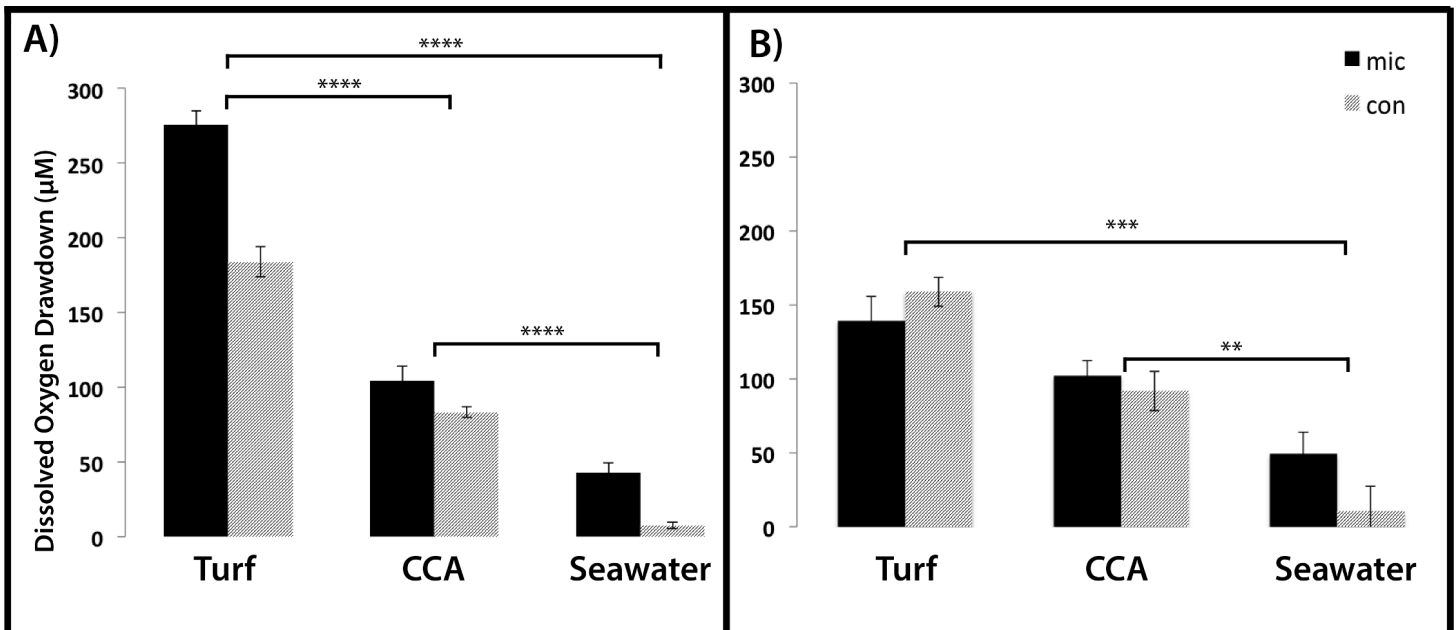 A)
****
****
****
Dissolved Oxygen Drawdown (µM)
300
250
200
150
100
50
0
Turf CCA Seawater
B)
mic
con
***
**
300
250
200
150
100
50
0
Turf CCA Seawater